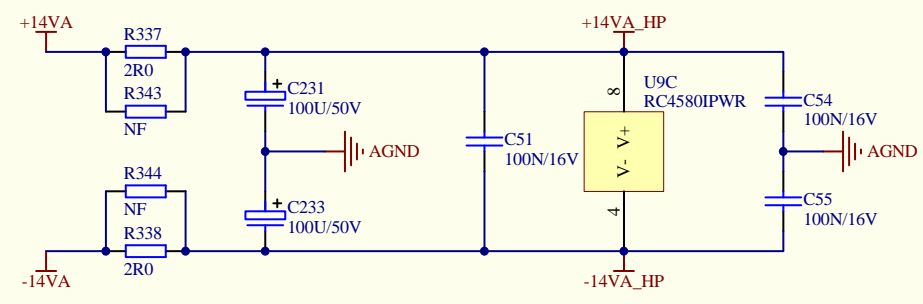 +14VA
+14VA_HP
R337
2R0
R343
NF
C231
100U/50V
U9C
RC4580IPWR
8
V+
V-
4
C54
100N/16V
C51
100N/16V
AGND
AGND
R344
NF
R338
2R0
C233
100U/50V
C55
100N/16V
-14VA
-14VA_HP